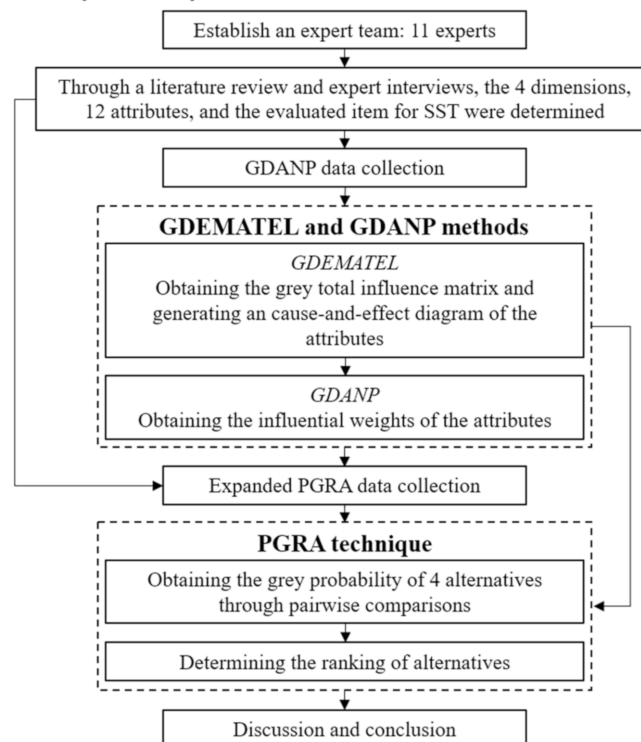 Establish an expert team: 11 experts
Through a literature review and expert interviews, the 4 dimensions,
12 attributes, and the evaluated item for SST were determined
GDANP data collection
GDEMATEL and GDANP methods
GDEMATEL
Obtaining the grey total influence matrix and
generating an cause-and-effect diagram of the
attributes
GDANP
Obtaining the influential weights of the attributes
Expanded PGRA data collection
PGRA technique
Obtaining the grey probability of 4 alternatives
through pairwise comparisons
Determining the ranking of alternatives
Discussion and conclusion